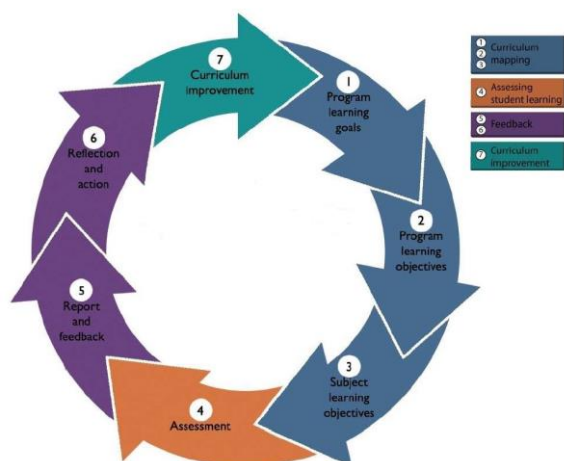 7
Curriculum
improvement
1
Program
learning
goals
2
Program
learning
objectives
3
Subject
learning
objectives
4
Assessment
5
Report
and
feedback
6
Reflection
and
action
1 Curriculum
2 mapping
3
4 Assessing
student learning
5 Feedback
6
7 Curriculum
improvement